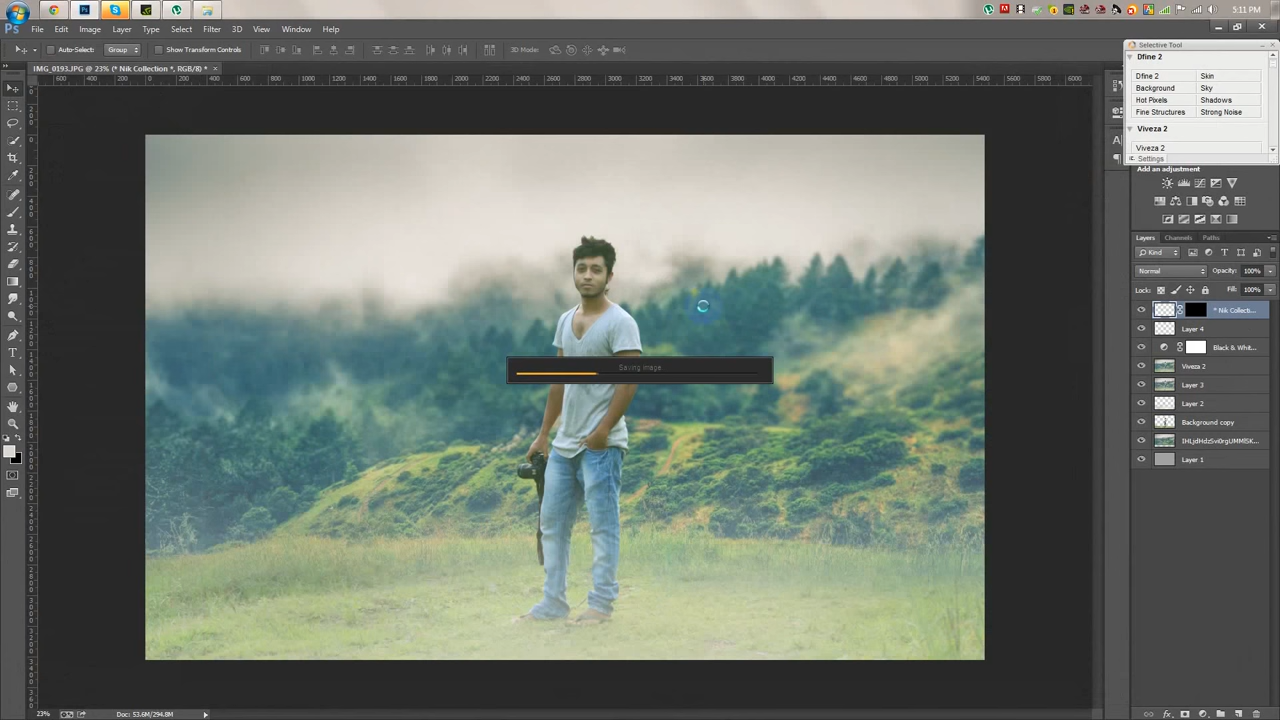 5:11 PM
Ps File Edit Image Layer Type Select Filter 3D View Window Help
Auto-Select: Group Show Transform Controls 3D Mode:
Selective Tool
IMG_0193.JPG @ 23% (* Nik Collection *, RGB/8) * ×
Dfine 2
Dfine 2 Skin
Background Sky
Hot Pixels Shadows
Fine Structures Strong Noise
Viveza 2
Viveza 2
Settings
Add an adjustment
Layers Channels Paths
Kind
Normal Opacity: 100%
Lock: Fill: 100%
* Nik Collecti...
Layer 4
Black & Whit...
Viveza 2
Saving Image
Layer 3
Layer 2
Background copy
Layer 1
23% Doc: 53.6M/294.8M